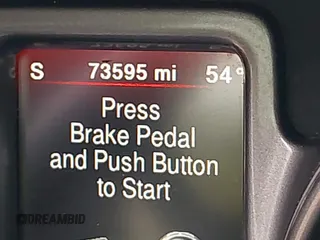 S 73595 mi 54°
Press
Brake Pedal
and Push Button
to Start
DREAMBID